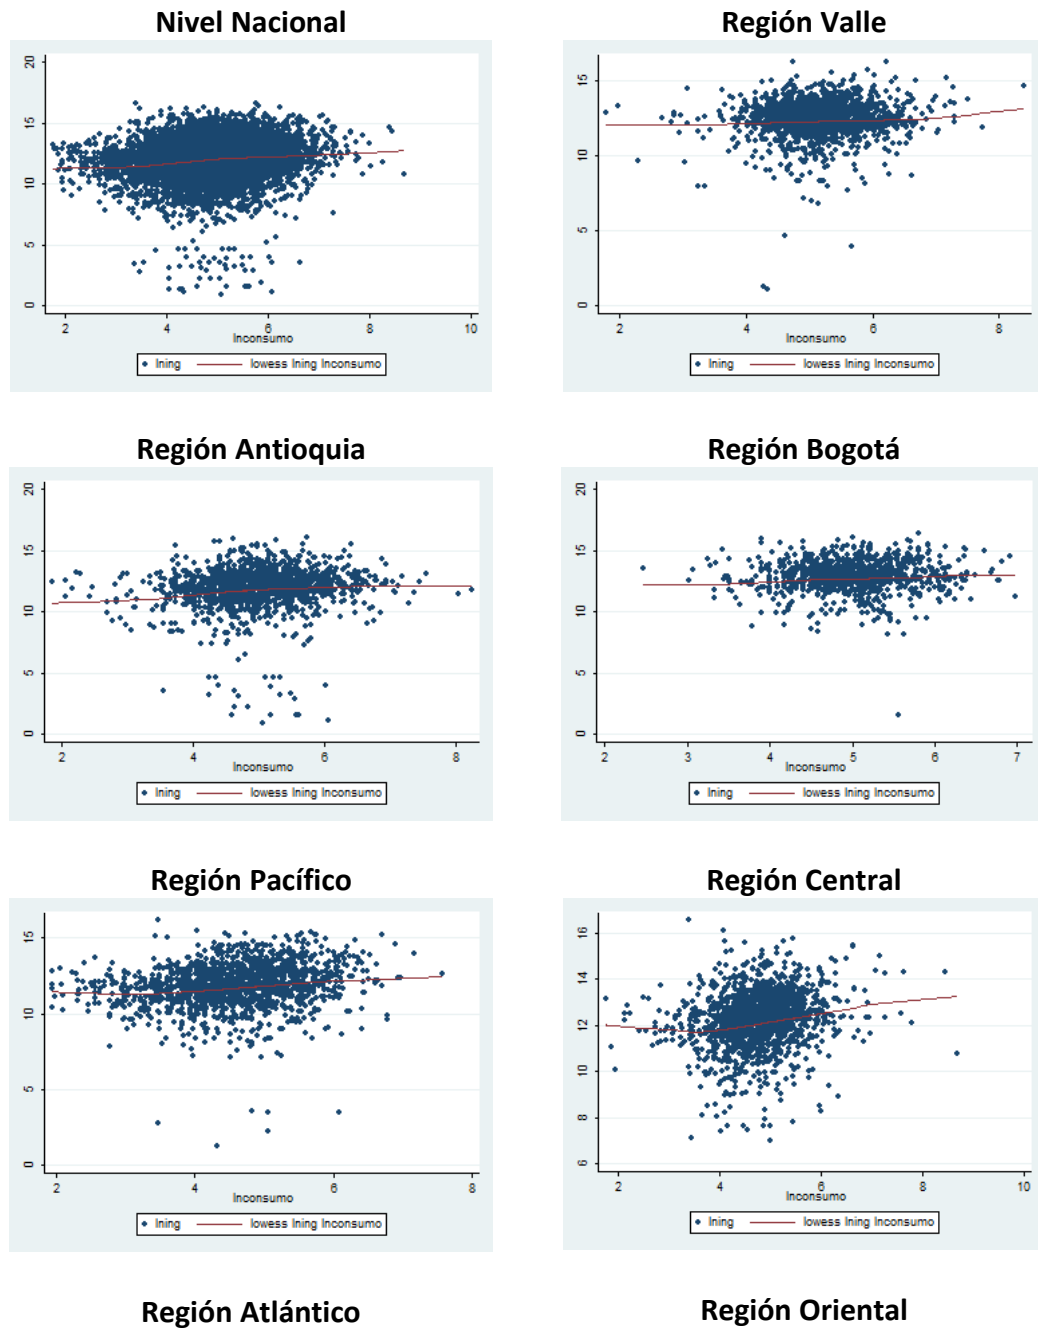 Nivel Nacional
Región Valle
20
15
10
5
0
2 4 6 8 10
lnconsumo
lning lowess lning lnconsumo
15
10
5
0
2 4 6 8
lnconsumo
lning lowess lning lnconsumo
Región Antioquia
Región Bogotá
20
15
10
5
0
2 4 6 8
lnconsumo
lning lowess lning lnconsumo
20
15
10
5
0
2 3 4 5 6 7
lnconsumo
lning lowess lning lnconsumo
Región Pacífico
Región Central
15
10
5
0
2 4 6 8
lnconsumo
lning lowess lning lnconsumo
16
14
12
10
8
6
2 4 6 8 10
lnconsumo
lning lowess lning lnconsumo
Región Atlántico
Región Oriental